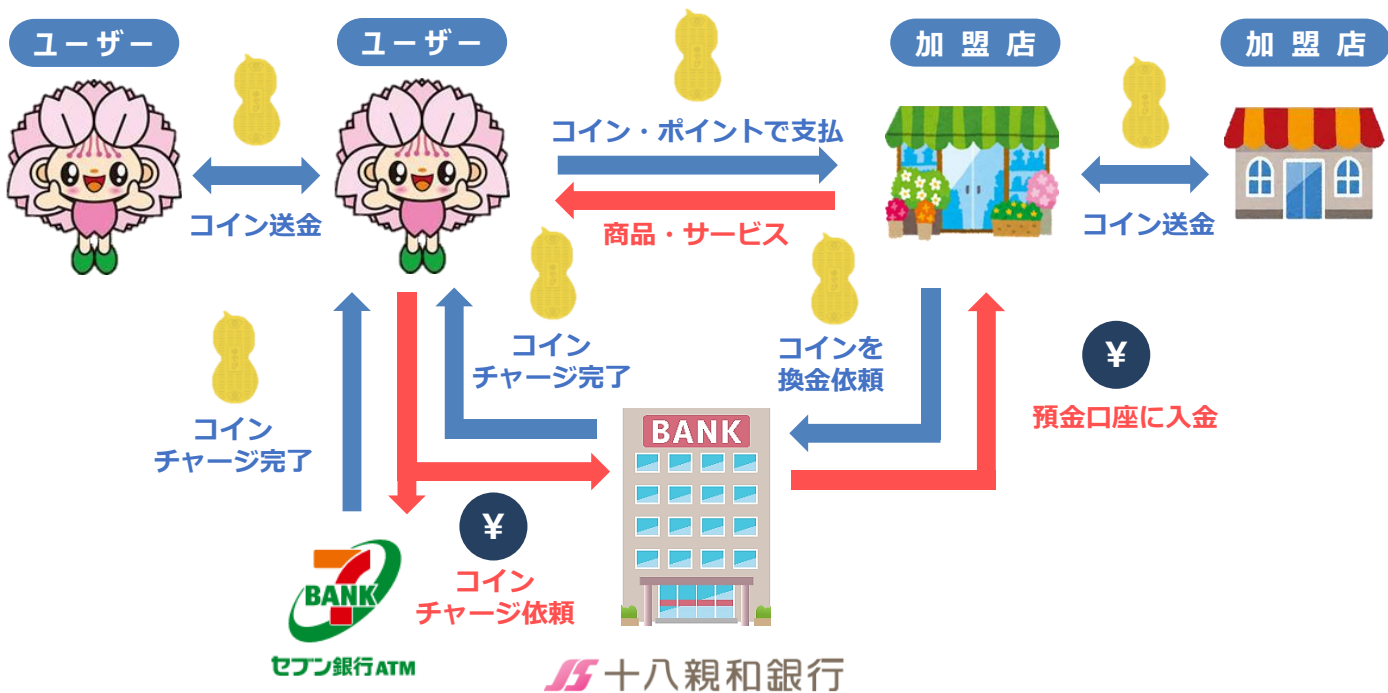 ユーザー
ユーザー
加盟店
加盟店
コイン・ポイントで支払
コイン送金
商品・サービス
コイン送金
コイン
チャージ完了
コインを
換金依頼
¥
預金口座に入金
コイン
チャージ完了
BANK
¥
コイン
チャージ依頼
7
BANK
セブン銀行ATM
十八親和銀行